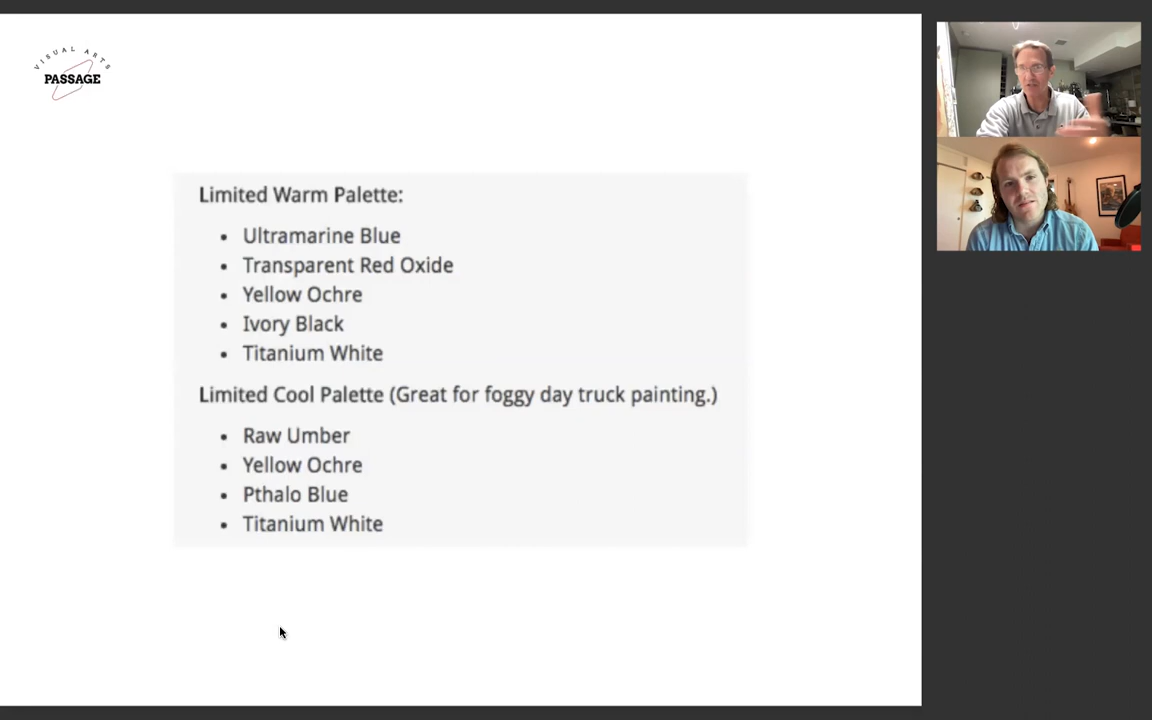 VISUAL ARTS
PASSAGE
Limited Warm Palette:
• Ultramarine Blue
• Transparent Red Oxide
• Yellow Ochre
• Ivory Black
• Titanium White
Limited Cool Palette (Great for foggy day truck painting.)
• Raw Umber
• Yellow Ochre
• Pthalo Blue
• Titanium White